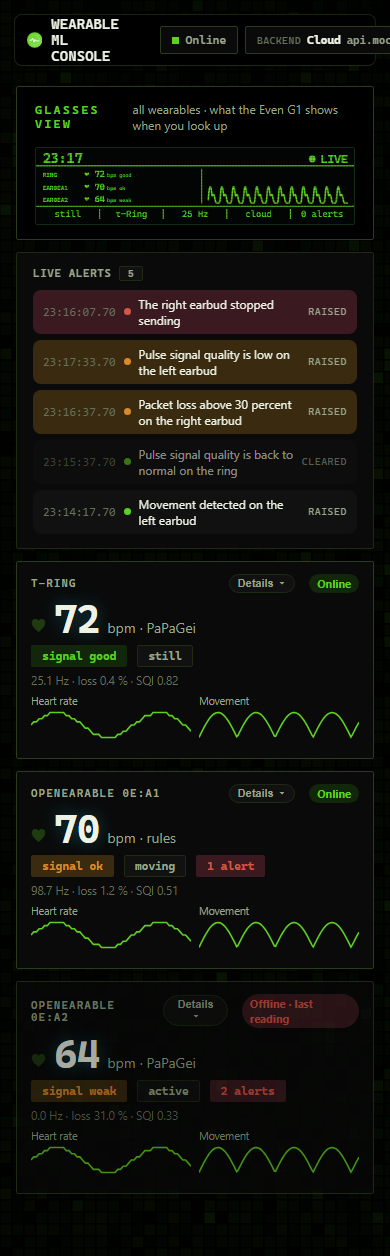 WEARABLE
ML
CONSOLE
Online
BACKEND Cloud api.moc
GLASSES
VIEW
all wearables · what the Even G1 shows
when you look up
23:17
LIVE
RING ♥ 72 bpm good
EAROEA1 ♥ 70 bpm ok
EAROEA2 ♥ 64 bpm weak
still | τ-Ring | 25 Hz | cloud | 0 alerts
LIVE ALERTS 5
23:16:07.70 The right earbud stopped
sending
RAISED
23:17:33.70 Pulse signal quality is low on
the left earbud
RAISED
23:16:37.70 Packet loss above 30 percent
on the right earbud
RAISED
23:15:37.70 Pulse signal quality is back to
normal on the ring
CLEARED
23:14:17.70 Movement detected on the
left earbud
RAISED
τ-RING
Details
Online
72 bpm · PaPaGei
signal good
still
25.1 Hz · loss 0.4 % · SQI 0.82
Heart rate
Movement
OPENEARABLE 0E:A1
Details
Online
70 bpm · rules
signal ok
moving
1 alert
98.7 Hz · loss 1.2 % · SQI 0.51
Heart rate
Movement
OPENEARABLE
0E:A2
Details
Offline · last
reading
64 bpm · PaPaGei
signal weak
active
2 alerts
0.0 Hz · loss 31.0 % · SQI 0.33
Heart rate
Movement